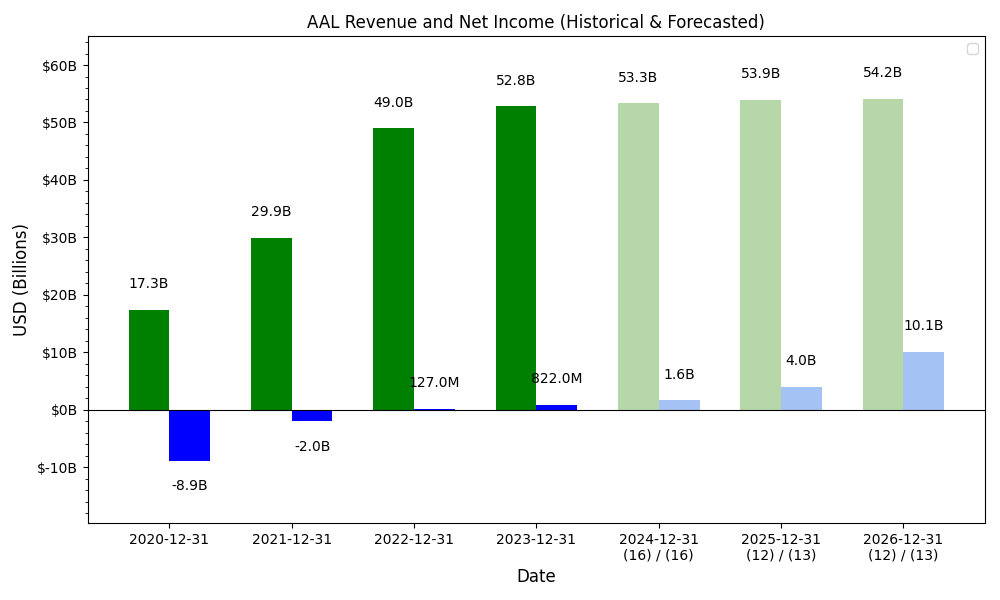 AAL Revenue and Net Income (Historical & Forecasted)
$60B
$50B
$40B
$30B
$20B
$10B
$0B
$-10B
USD (Billions)
17.3B
29.9B
49.0B
52.8B
53.3B
53.9B
54.2B
-8.9B
-2.0B
127.0M
822.0M
1.6B
4.0B
10.1B
2020-12-31
2021-12-31
2022-12-31
2023-12-31
2024-12-31
(16) / (16)
2025-12-31
(12) / (13)
2026-12-31
(12) / (13)
Date